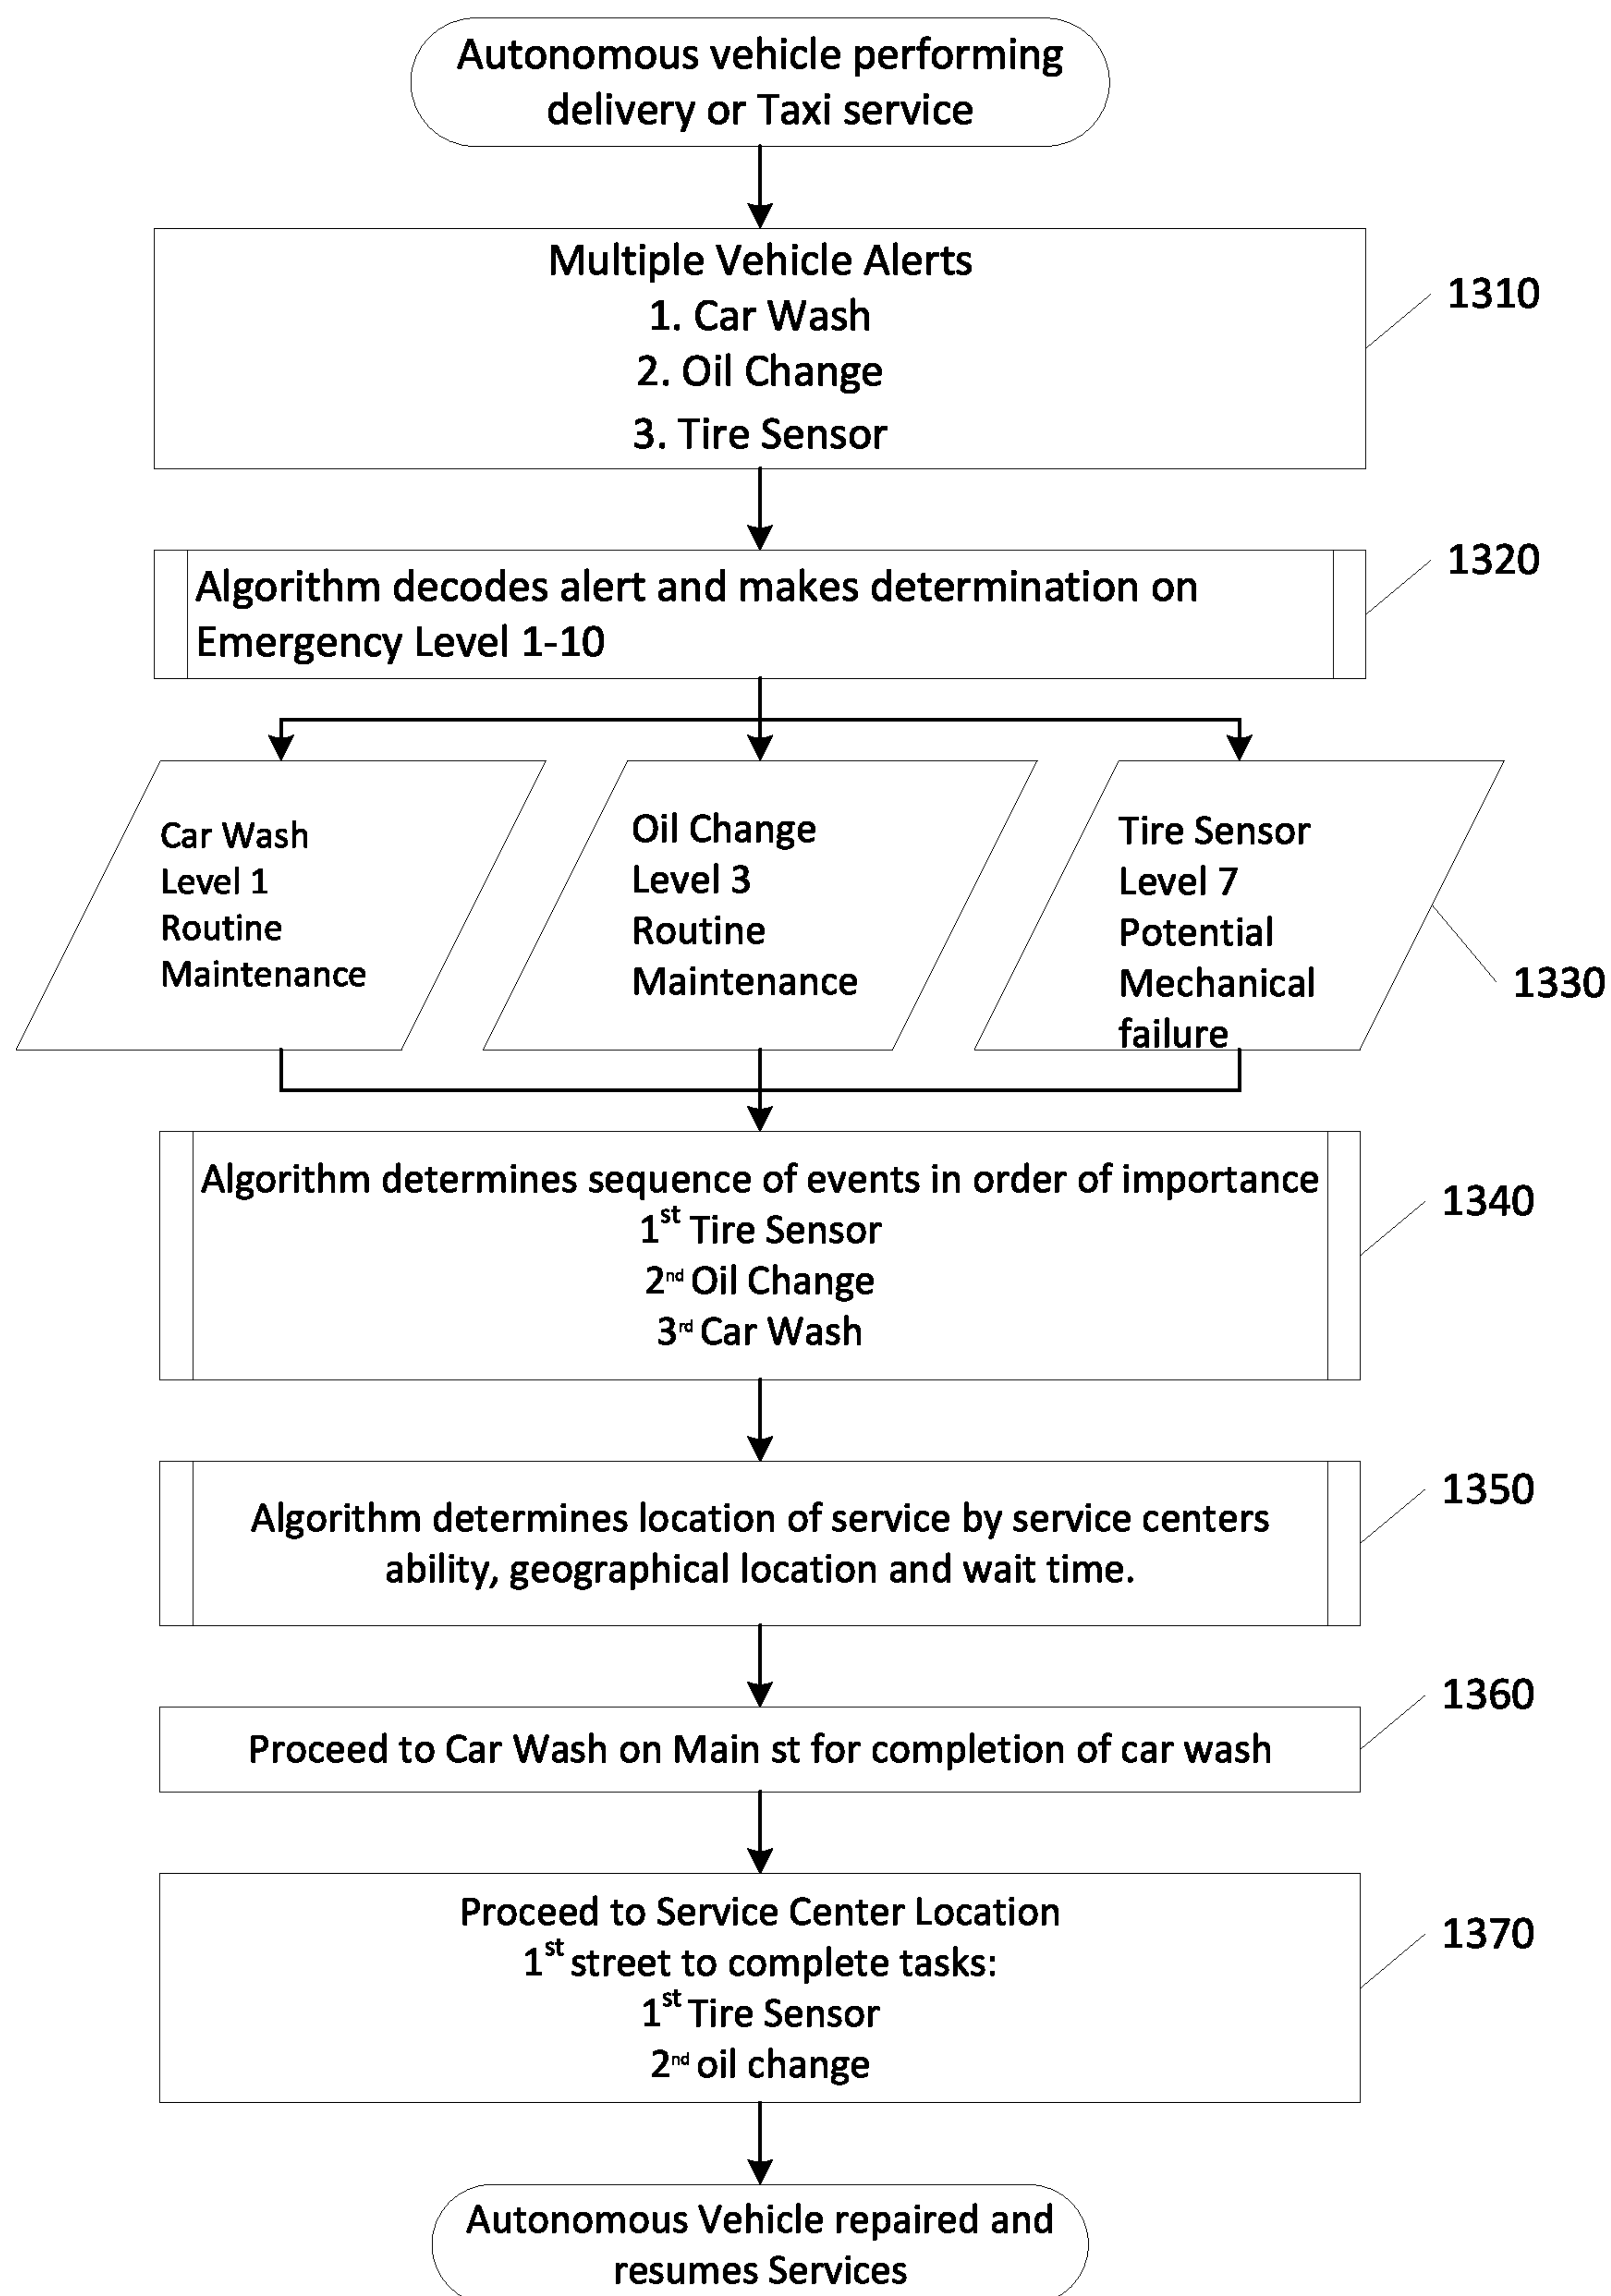 Autonomous vehicle performing
delivery or Taxi service
Multiple Vehicle Alerts
1. Car Wash
2. Oil Change
3. Tire Sensor
1310
Algorithm decodes alert and makes determination on
Emergency Level 1-10
1320
Car Wash
Level 1
Routine
Maintenance
Oil Change
Level 3
Routine
Maintenance
Tire Sensor
Level 7
Potential
Mechanical
failure
1330
Algorithm determines sequence of events in order of importance
1st Tire Sensor
2nd Oil Change
3rd Car Wash
1340
Algorithm determines location of service by service centers
ability, geographical location and wait time.
1350
Proceed to Car Wash on Main st for completion of car wash
1360
Proceed to Service Center Location
1st street to complete tasks:
1st Tire Sensor
2nd oil change
1370
Autonomous Vehicle repaired and
resumes Services